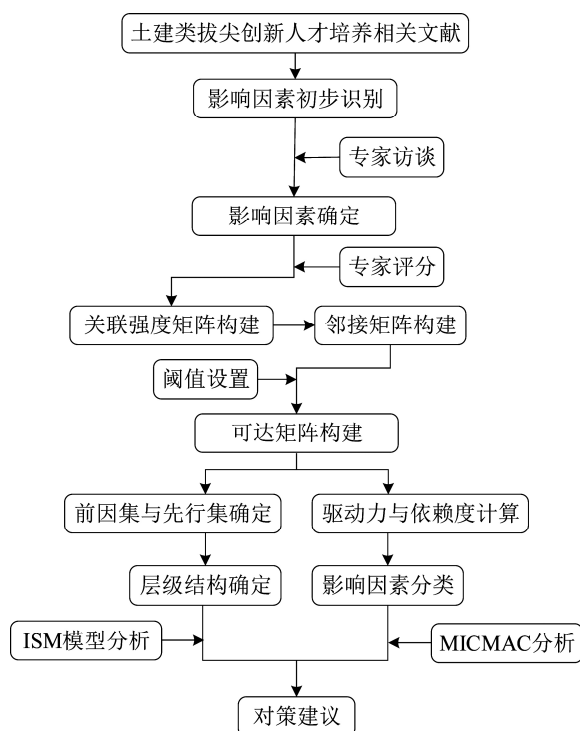 土建类拔尖创新人才培养相关文献
影响因素初步识别
专家访谈
影响因素确定
专家评分
关联强度矩阵构建
邻接矩阵构建
阈值设置
可达矩阵构建
前因集与先行集确定
驱动力与依赖度计算
层级结构确定
影响因素分类
ISM模型分析
MICMAC分析
对策建议